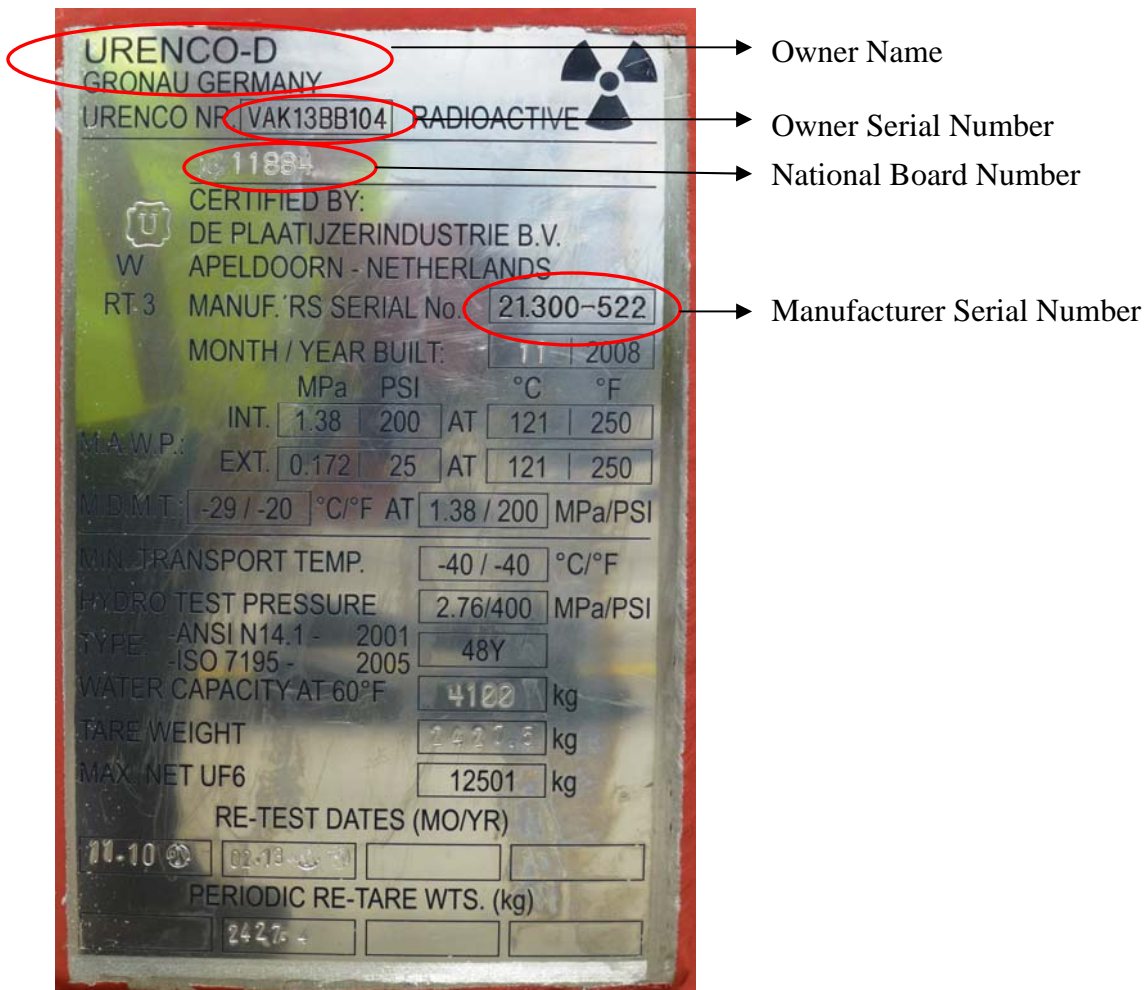 URENCO-D
Owner Name
GRONAU GERMANY
URENCO NR VAK13BB104 RADIOACTIVE
Owner Serial Number
11884
National Board Number
CERTIFIED BY:
U DE PLAATIJZERINDUSTRIE B.V.
W APELDOORN - NETHERLANDS
RT.3 MANUF.'RS SERIAL No. 21.300-522
Manufacturer Serial Number
MONTH / YEAR BUILT: 11 2008
MPa PSI °C °F
INT. 1.38 200 AT 121 250
M.A.W.P.:
EXT. 0.172 25 AT 121 250
M.D.M.T.: -29 / -20 °C/°F AT 1.38 / 200 MPa/PSI
MIN. TRANSPORT TEMP. -40 / -40 °C/°F
HYDRO TEST PRESSURE 2.76/400 MPa/PSI
TYPE -ANSI N14.1 - 2001 48Y
-ISO 7195 - 2005
WATER CAPACITY AT 60°F 4100 kg
TARE WEIGHT kg
MAX. NET UF6 12501 kg
RE-TEST DATES (MO/YR)
11-10
PERIODIC RE-TARE WTS. (kg)